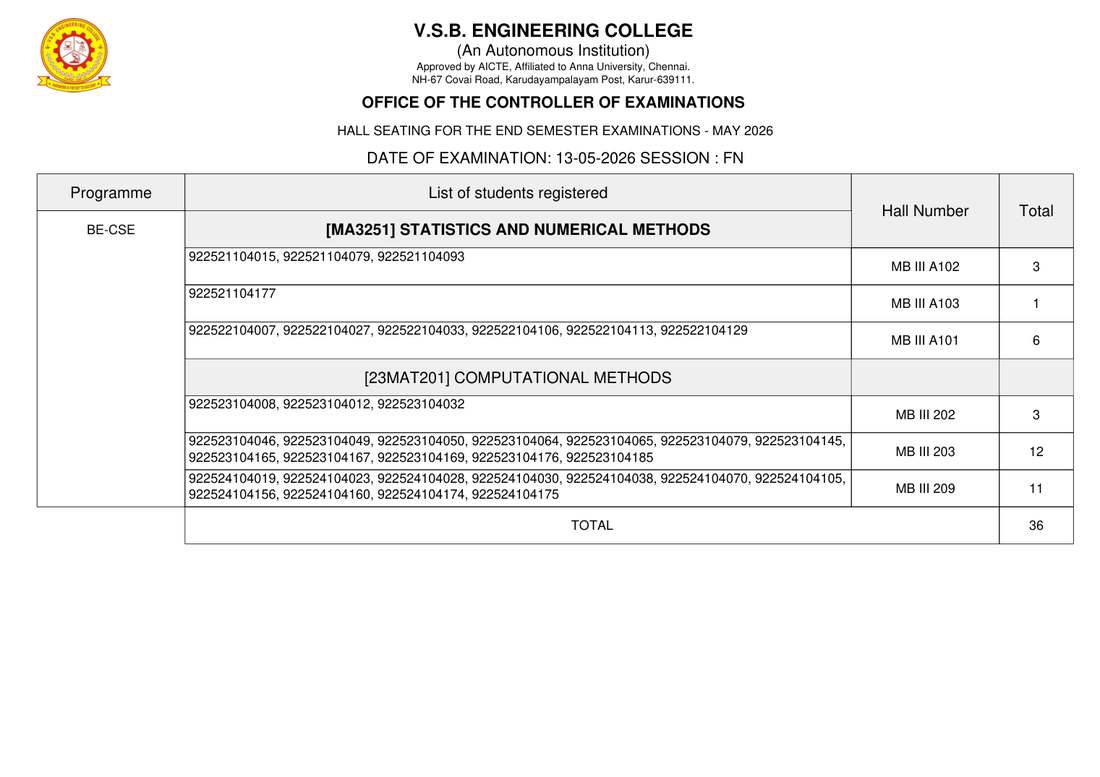 V.S.B. ENGINEERING COLLEGE
(An Autonomous Institution)
Approved by AICTE, Affiliated to Anna University, Chennai.
NH-67 Covai Road, Karudayampalayam Post, Karur-639111.
OFFICE OF THE CONTROLLER OF EXAMINATIONS
HALL SEATING FOR THE END SEMESTER EXAMINATIONS - MAY 2026
DATE OF EXAMINATION: 13-05-2026 SESSION : FN
Programme List of students registered Hall Number Total
BE-CSE [MA3251] STATISTICS AND NUMERICAL METHODS
922521104015, 922521104079, 922521104093 MB III A102 3
922521104177 MB III A103 1
922522104007, 922522104027, 922522104033, 922522104106, 922522104113, 922522104129 MB III A101 6
[23MAT201] COMPUTATIONAL METHODS
922523104008, 922523104012, 922523104032 MB III 202 3
922523104046, 922523104049, 922523104050, 922523104064, 922523104065, 922523104079, 922523104145,
922523104165, 922523104167, 922523104169, 922523104176, 922523104185 MB III 203 12
922524104019, 922524104023, 922524104028, 922524104030, 922524104038, 922524104070, 922524104105,
922524104156, 922524104160, 922524104174, 922524104175 MB III 209 11
TOTAL 36